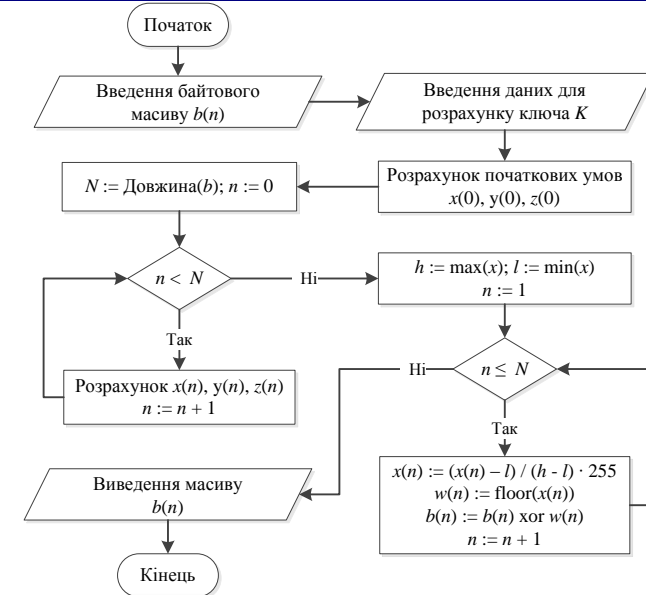 Початок
Введення байтового
масиву b(n)
Введення даних для
розрахунку ключа K
Розрахунок початкових умов
x(0), y(0), z(0)
N := Довжина(b); n := 0
n < N
Ні
h := max(x); l := min(x)
n := 1
Так
Розрахунок x(n), y(n), z(n)
n := n + 1
n ≤ N
Ні
Так
x(n) := (x(n) – l) / (h - l) · 255
w(n) := floor(x(n))
b(n) := b(n) xor w(n)
n := n + 1
Виведення масиву
b(n)
Кінець